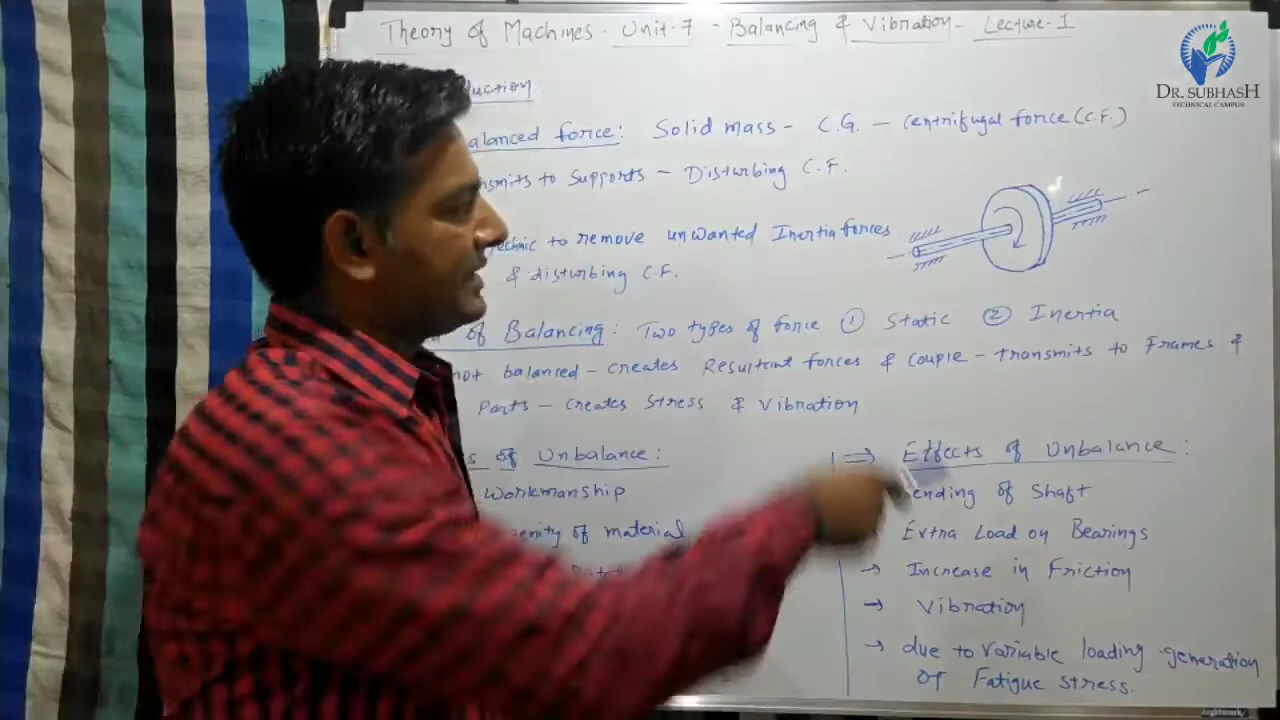 Theory of Machines - Unit-7 - Balancing & Vibration - Lecture-1
DR. SUBHASH
TECHNICAL CAMPUS
uction:
alanced force: Solid mass - C.G. - centrifugal force (C.F.)
nsmits to supports - Disturbing C.F.
technic to remove unwanted Inertia forces
& disturbing C.F.
of Balancing: Two types of force ① Static ② Inertia
not balanced - creates Resultant forces & couple - transmits to Frames &
Parts - creates stress & vibration
s of Unbalance:
Workmanship
genity of material
⇒ Effects of Unbalance:
ending of Shaft
Extra Load on Bearings
→ Increase in Friction
→ Vibration
→ due to variable loading generation
of Fatigue stress.